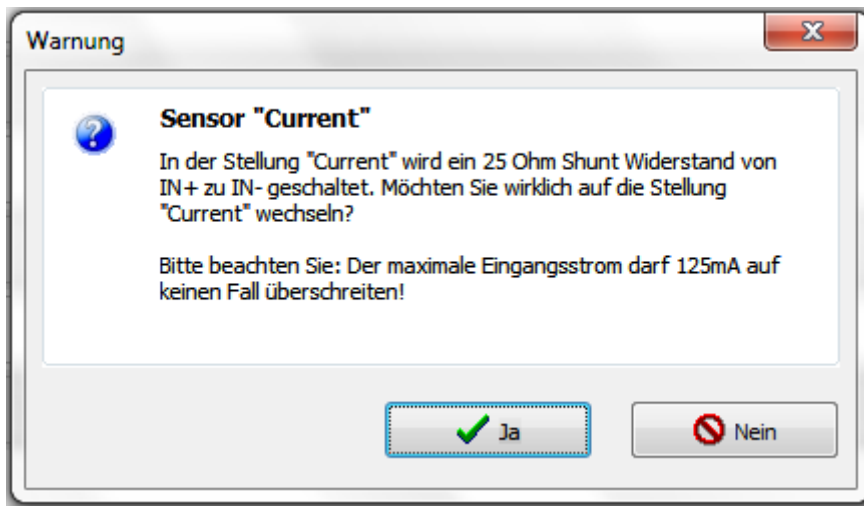 Warnung
Sensor "Current"
In der Stellung "Current" wird ein 25 Ohm Shunt Widerstand von
IN+ zu IN- geschaltet. Möchten Sie wirklich auf die Stellung
"Current" wechseln?
Bitte beachten Sie: Der maximale Eingangsstrom darf 125mA auf
keinen Fall überschreiten!
Ja
Nein